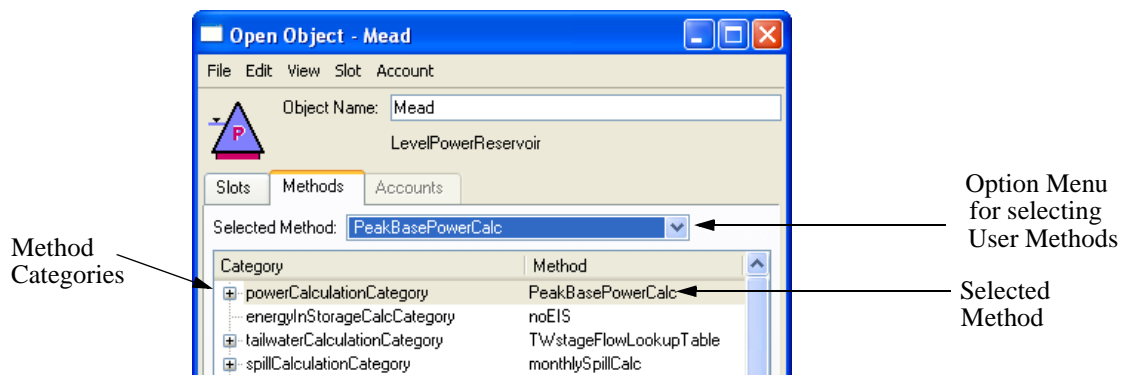 Open Object - Mead
File Edit View Slot Account
Object Name: Mead
P
LevelPowerReservoir
Slots Methods Accounts
Option Menu
for selecting
User Methods
Selected Method: PeakBasePowerCalc
Method
Categories
Category Method
powerCalculationCategory PeakBasePowerCalc
Selected
Method
energyInStorageCalcCategory noEIS
tailwaterCalculationCategory TWstageFlowLookupTable
spillCalculationCategory monthlySpillCalc